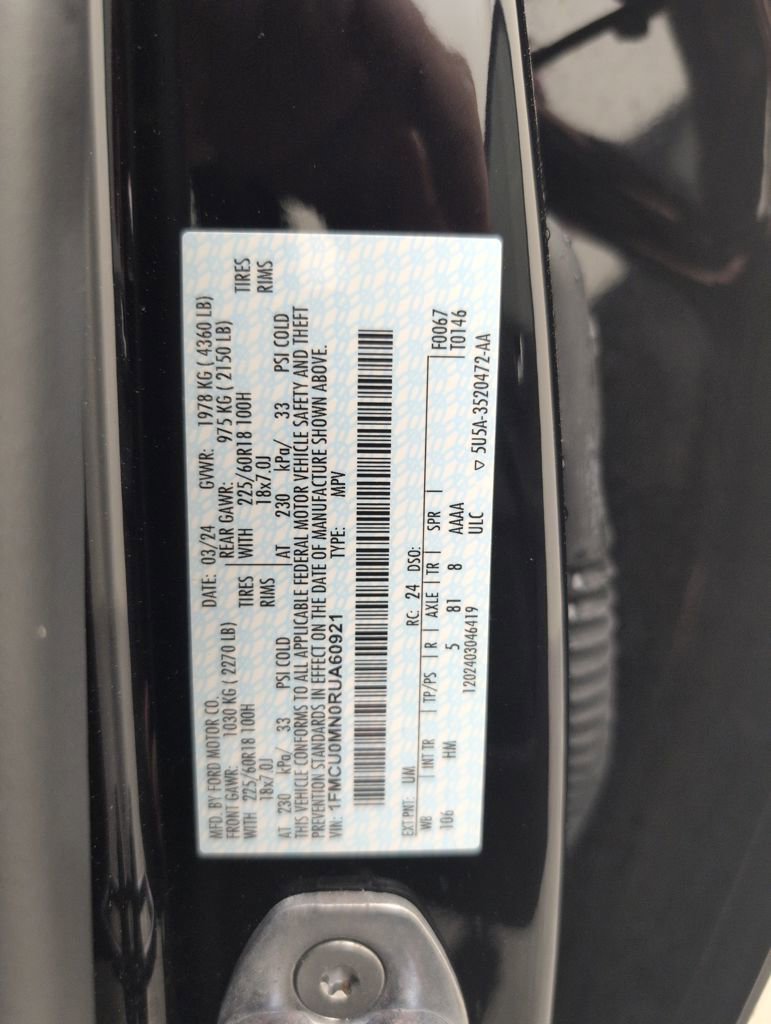 MFD. BY FORD MOTOR CO. DATE: 03/24 GVWR: 1978 KG ( 4360 LB)
FRONT GAWR: 1030 KG ( 2270 LB) REAR GAWR: 975 KG ( 2150 LB)
WITH 225/60R18 100H TIRES WITH 225/60R18 100H TIRES
18x7.0J RIMS 18x7.0J RIMS
AT 230 kPa/ 33 PSI COLD AT 230 kPa/ 33 PSI COLD
THIS VEHICLE CONFORMS TO ALL APPLICABLE FEDERAL MOTOR VEHICLE SAFETY AND THEFT
PREVENTION STANDARDS IN EFFECT ON THE DATE OF MANUFACTURE SHOWN ABOVE.
VIN: 1FMCU0MN0RUA60921 TYPE: MPV
EXT PNT: UM RC: 24 DSO: F0067
WB INT TR TP/PS R AXLE TR SPR T0146
106 HM 5 81 8 AAAA
1202403046419 ULC
▽ 5U5A-3520472-AA